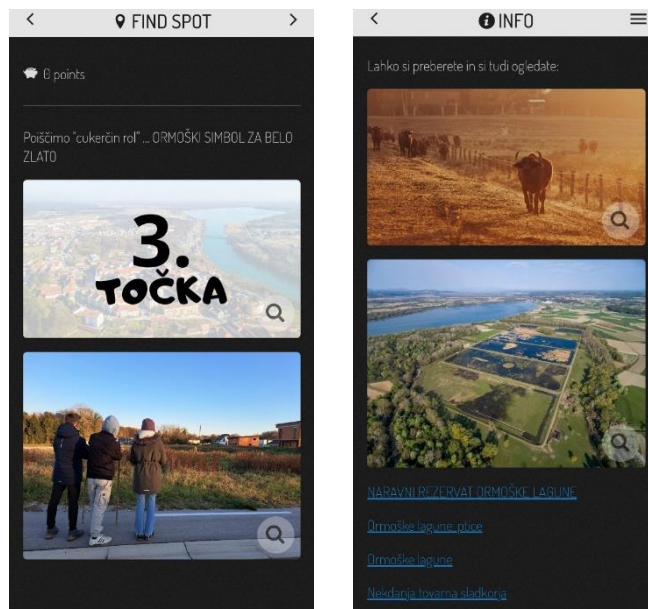 FIND SPOT
0 points
Poiščimo "cukerčin rol" ... ORMOŠKI SIMBOL ZA BELO
ZLATO
3.
TOČKA
INFO
Lahko si preberete in si tudi ogledate:
NARAVNI REZERVAT ORMOŠKE LAGUNE
Ormoške lagune: ptice
Ormoške lagune
Nekdanja tovarna sladkorja